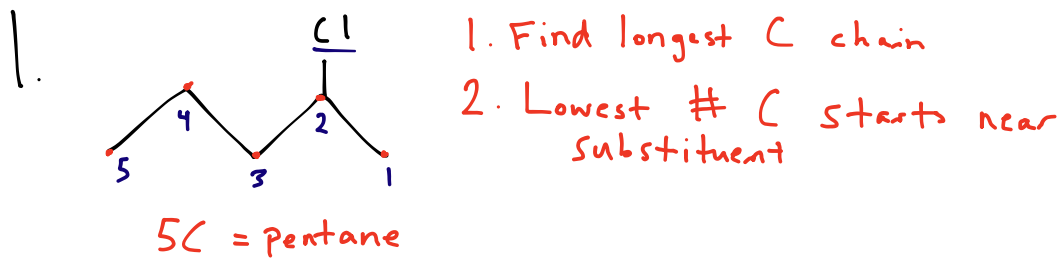 1.
Cl
1. Find longest C chain
2. Lowest # C starts near
substituent
4
2
5
3
1
5C = pentane